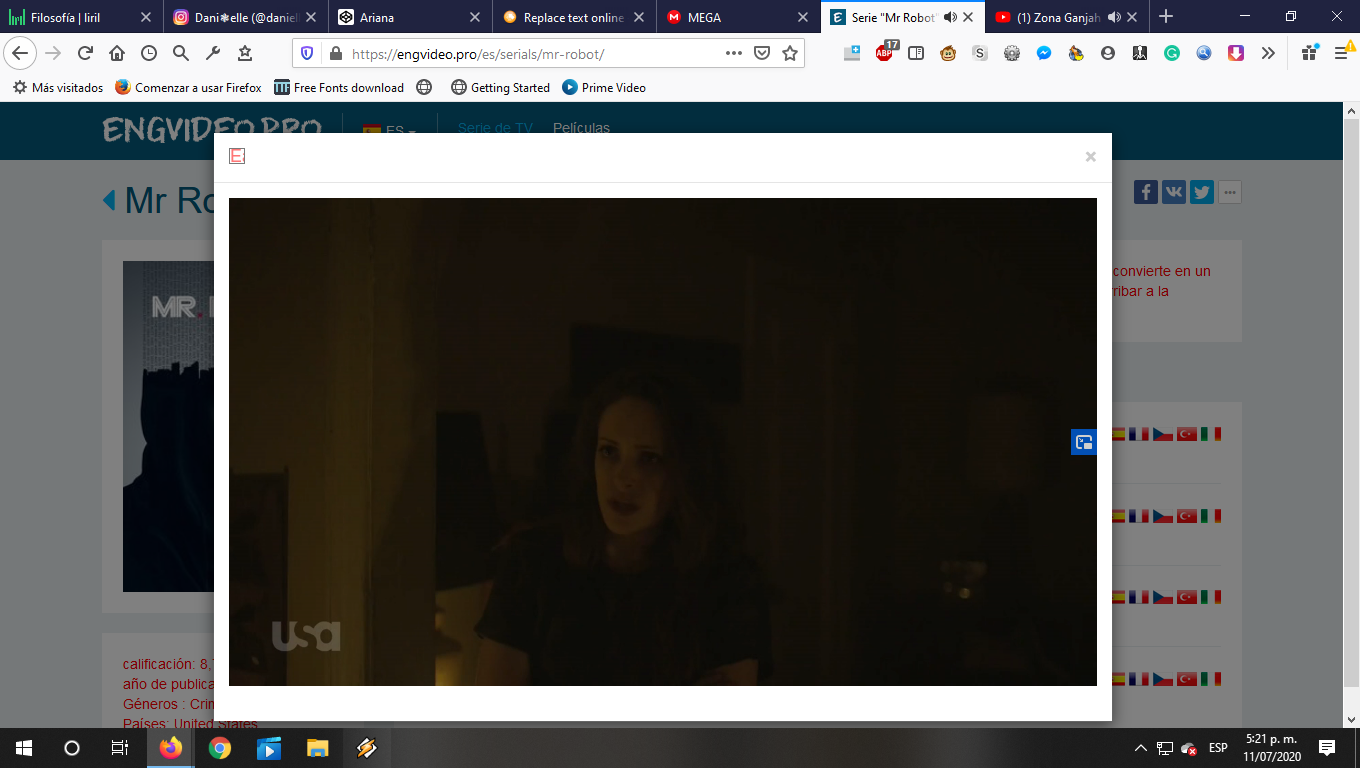 Filosofía | liril
Dani✱elle (@daniel
Ariana
Replace text online
MEGA
Serie "Mr Robot"
(1) Zona Ganjah
https://engvideo.pro/es/serials/mr-robot/
ABP
17
S
Más visitados
Comenzar a usar Firefox
Free Fonts download
Getting Started
Prime Video
ENGVIDEO.PRO
ES
Serie de TV
Películas
Mr Ro
convierte en un
rribar a la
MR.
usa
calificación: 8,
año de publica
Géneros : Crim
Países: United States
ESP
5:21 p. m.
11/07/2020